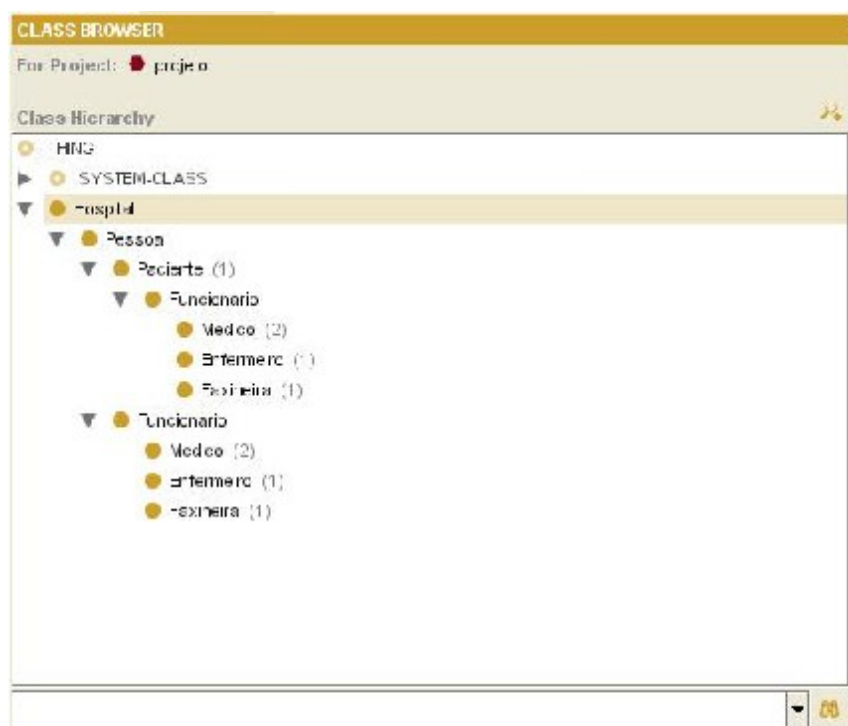 CLASS BROWSER
For Project: projeto
Class Hierarchy
THING
SYSTEM-CLASS
Hospital
Pessoa
Paciente (1)
Funcionario
Medico (2)
Enfermeiro (1)
Faxineira (1)
Funcionario
Medico (2)
Enfermeiro (1)
Faxineira (1)